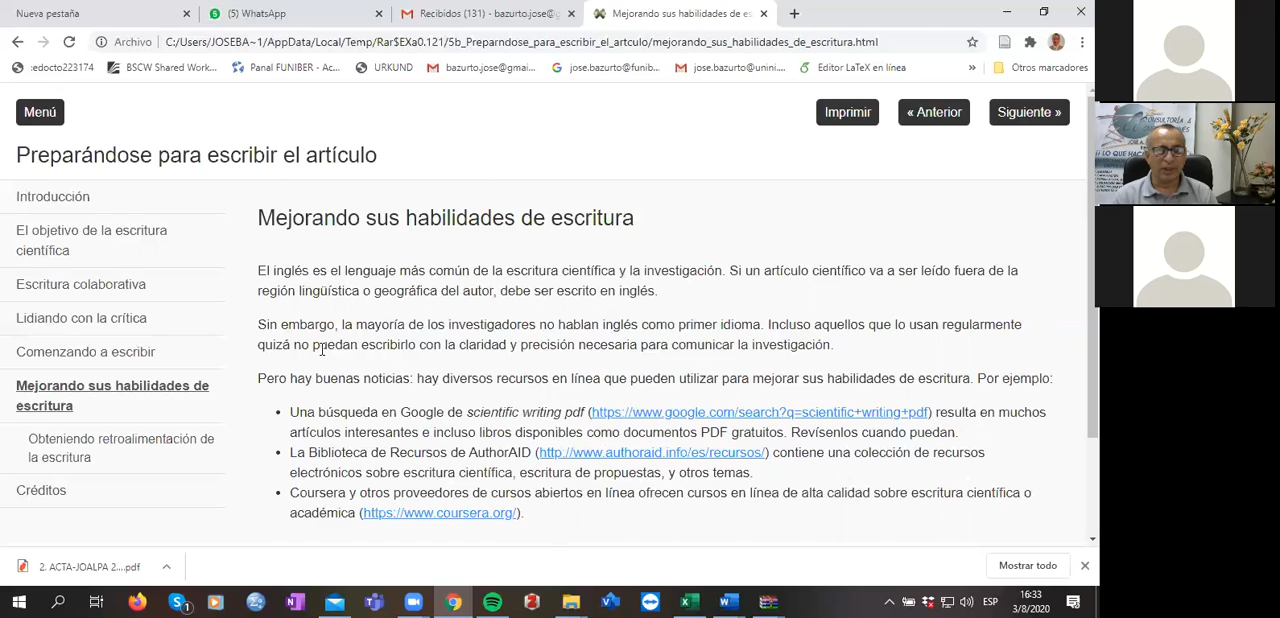 Nueva pestaña
(5) WhatsApp
Recibidos (131) - bazurto.jose@g
Mejorando sus habilidades de es
Archivo
C:/Users/JOSEBA~1/AppData/Local/Temp/Rar$EXa0.121/5b_Preparndose_para_escribir_el_artculo/mejorando_sus_habilidades_de_escritura.html
:edocto223174
BSCW Shared Work...
Panal FUNIBER - Ac...
URKUND
bazurto.jose@gmai...
jose.bazurto@funib...
jose.bazurto@unini...
Editor LaTeX en línea
»
Otros marcadores
Menú
Imprimir
« Anterior
Siguiente »
Preparándose para escribir el artículo
Introducción
El objetivo de la escritura
científica
Escritura colaborativa
Lidiando con la crítica
Comenzando a escribir
Mejorando sus habilidades de
escritura
Obteniendo retroalimentación de
la escritura
Créditos
Mejorando sus habilidades de escritura
El inglés es el lenguaje más común de la escritura científica y la investigación. Si un artículo científico va a ser leído fuera de la
región lingüística o geográfica del autor, debe ser escrito en inglés.
Sin embargo, la mayoría de los investigadores no hablan inglés como primer idioma. Incluso aquellos que lo usan regularmente
quizá no puedan escribirlo con la claridad y precisión necesaria para comunicar la investigación.
Pero hay buenas noticias: hay diversos recursos en línea que pueden utilizar para mejorar sus habilidades de escritura. Por ejemplo:
• Una búsqueda en Google de scientific writing pdf (https://www.google.com/search?q=scientific+writing+pdf) resulta en muchos
artículos interesantes e incluso libros disponibles como documentos PDF gratuitos. Revísenlos cuando puedan.
• La Biblioteca de Recursos de AuthorAID (http://www.authoraid.info/es/recursos/) contiene una colección de recursos
electrónicos sobre escritura científica, escritura de propuestas, y otros temas.
• Coursera y otros proveedores de cursos abiertos en línea ofrecen cursos en línea de alta calidad sobre escritura científica o
académica (https://www.coursera.org/).
2. ACTA-JOALPA 2....pdf
Mostrar todo
ESP
16:33
3/8/2020